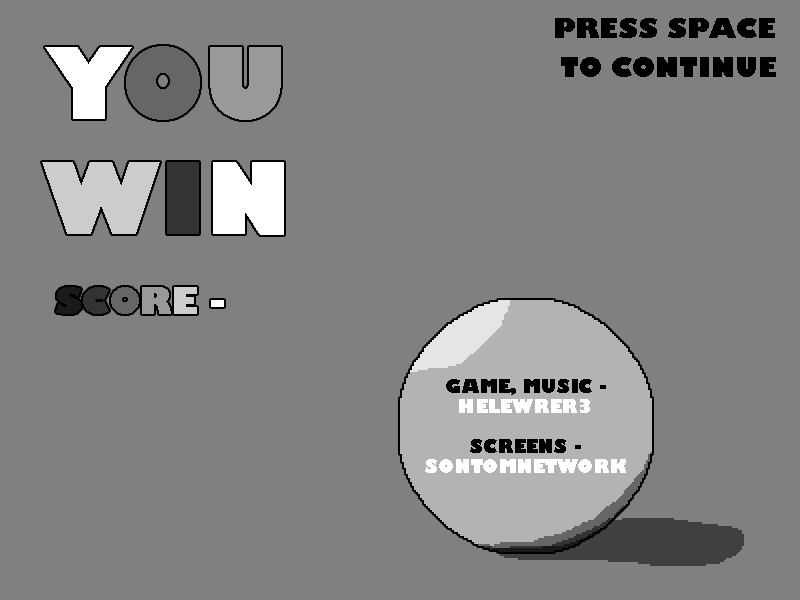 YOU
WIN
SCORE -
PRESS SPACE
TO CONTINUE
GAME, MUSIC -
HELEWRER3
SCREENS -
SONTOMNETWORK